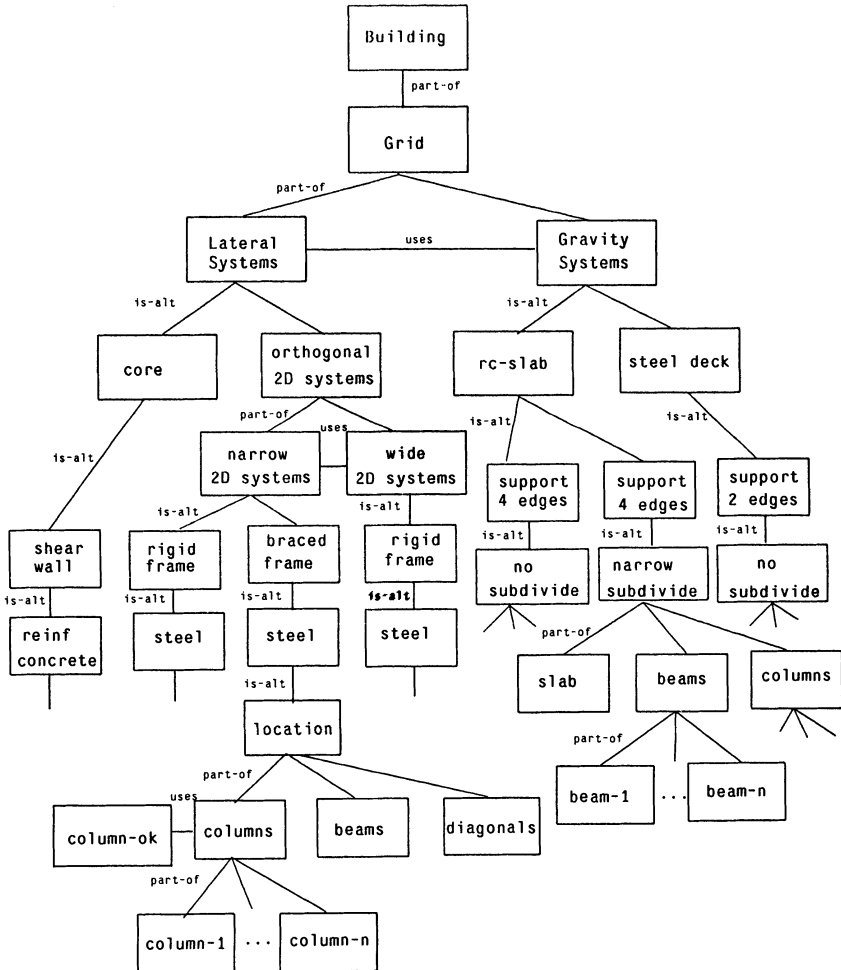 Building
part-of
Grid
part-of
Lateral
Systems
uses
Gravity
Systems
is-alt
is-alt
core
orthogonal
2D systems
rc-slab
steel deck
part-of
is-alt
is-alt
is-alt
narrow
2D systems
uses
wide
2D systems
support
4 edges
support
4 edges
support
2 edges
is-alt
is-alt
is-alt
is-alt
is-alt
shear
wall
rigid
frame
braced
frame
rigid
frame
no
subdivide
narrow
subdivide
no
subdivide
is-alt
is-alt
is-alt
is-alt
reinf
concrete
steel
steel
steel
part-of
slab
beams
columns
is-alt
location
part-of
part-of
beam-1
...
beam-n
uses
column-ok
columns
beams
diagonals
part-of
column-1
...
column-n